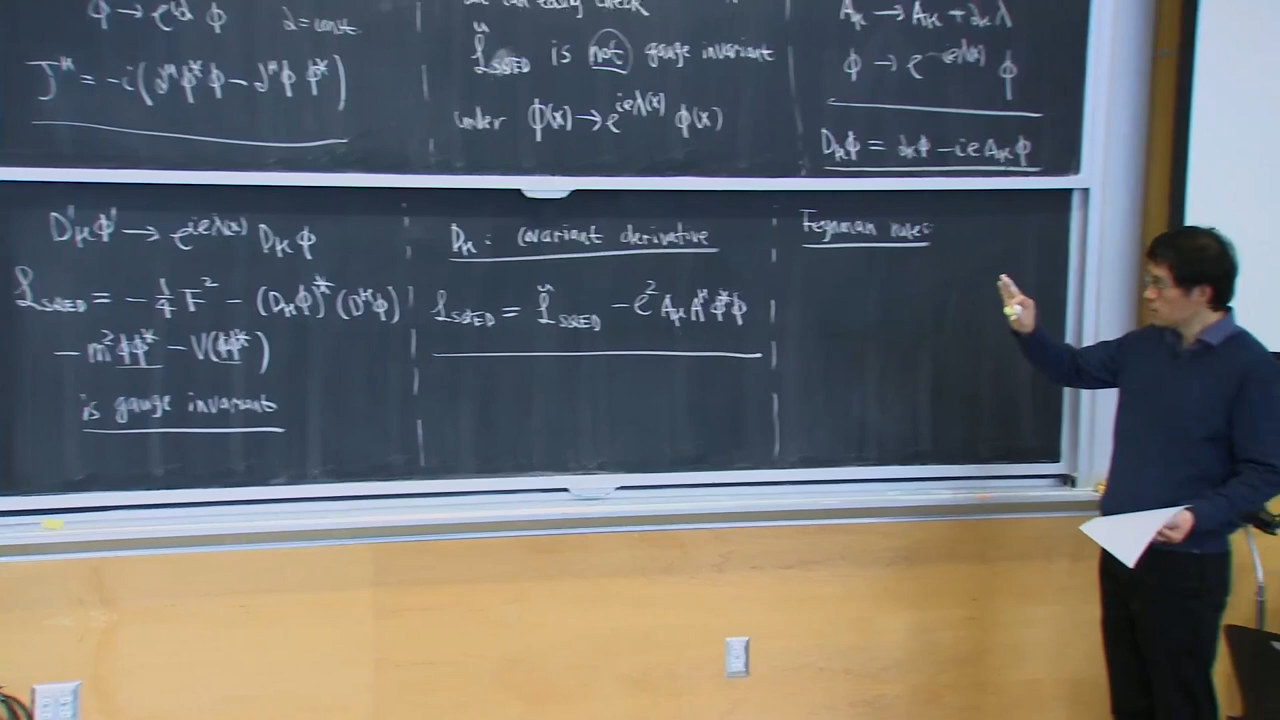 ϕ → e^{iα} ϕ   α = const.
J^μ = -i(∂^μϕ*ϕ - ∂^μϕ ϕ*)
we can easily check
ℒ̃_SQED is not gauge invariant
under ϕ(x) → e^{ieλ(x)} ϕ(x)
A_μ → A_μ + ∂_μλ
ϕ → e^{ieλ(x)} ϕ
D_μϕ = ∂_μϕ - ieA_μϕ
D'_μϕ' → e^{ieλ(x)} D_μϕ
ℒ_SQED = -1/4 F² - (D_μϕ)*(D^μϕ)
- m²ϕϕ* - V(ϕϕ*)
is gauge invariant
D_μ: covariant derivative
ℒ_SQED = ℒ̃_SQED - e²A_μA^μϕ*ϕ
Feynman rules: